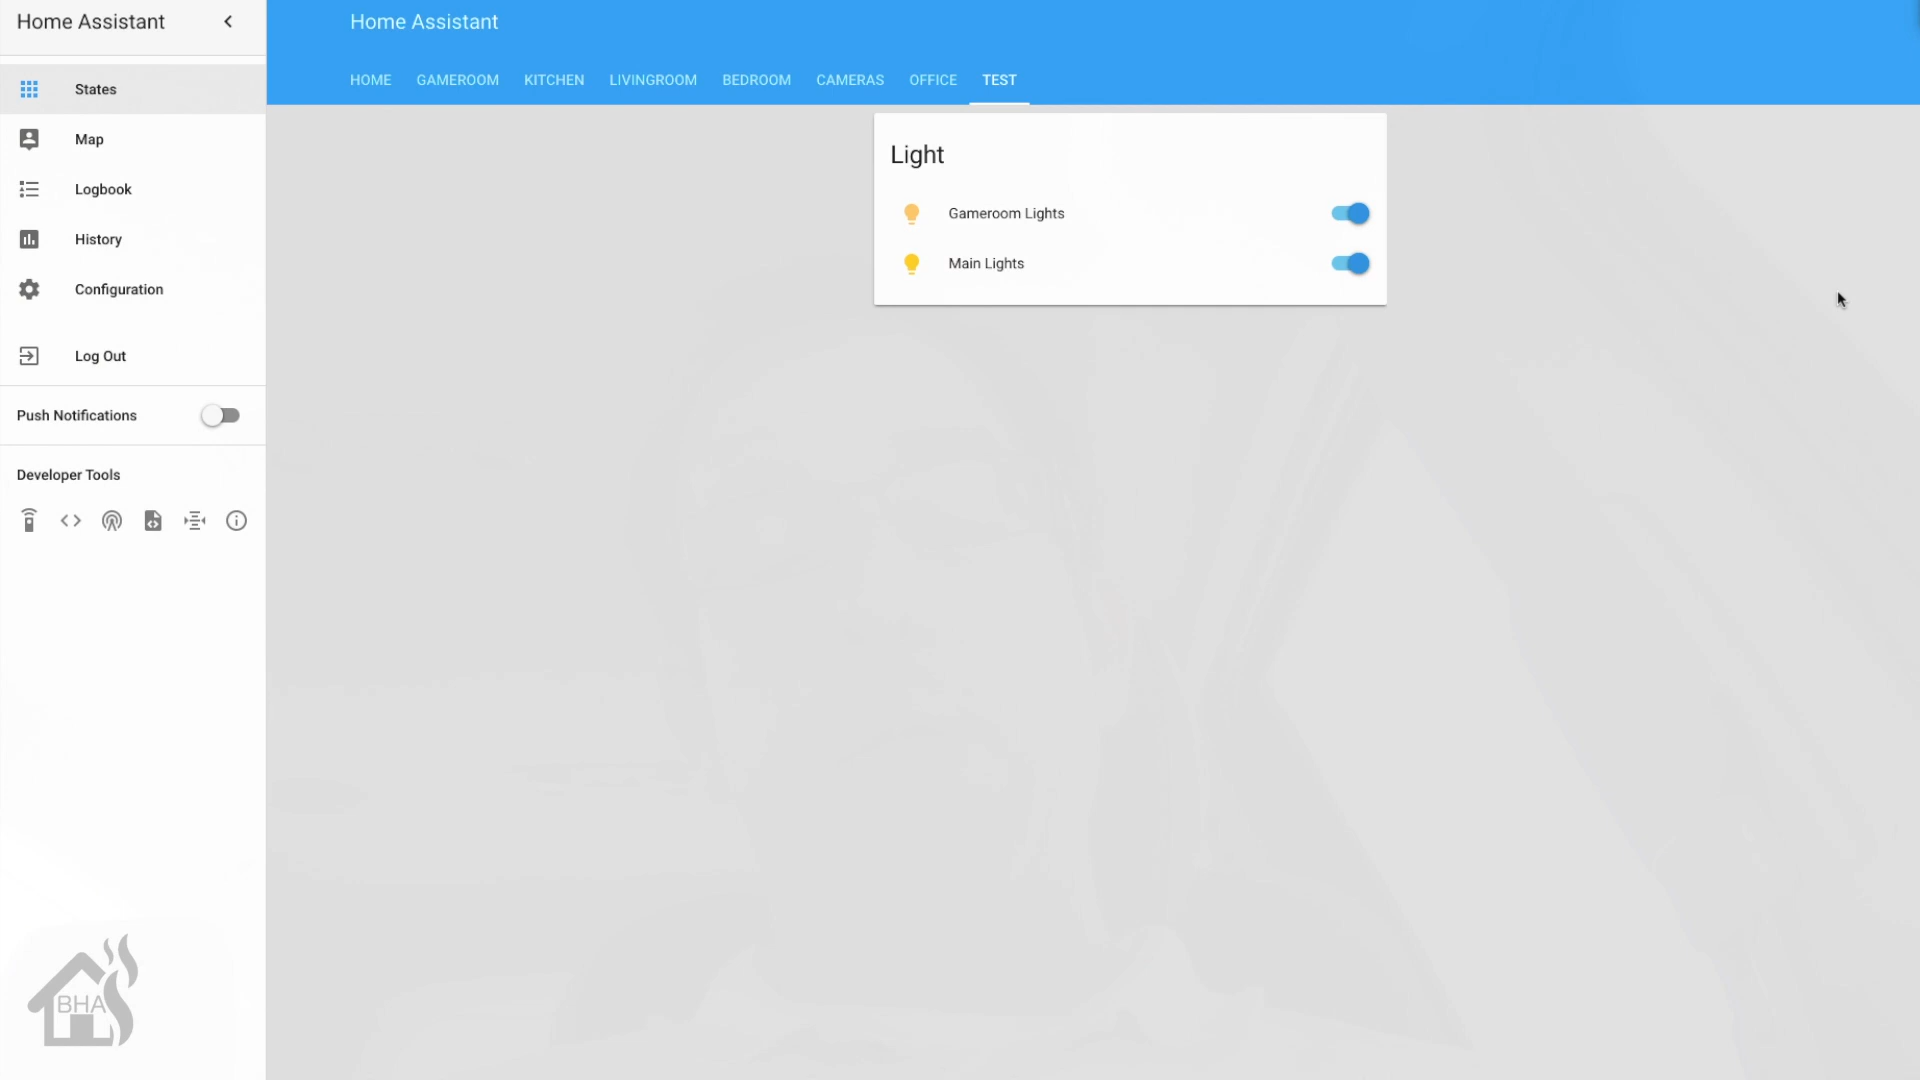 Home Assistant
States
Map
Logbook
History
Configuration
Log Out
Push Notifications
Developer Tools
BHA
Home Assistant
HOME GAMEROOM KITCHEN LIVINGROOM BEDROOM CAMERAS OFFICE TEST
Light
Gameroom Lights
Main Lights